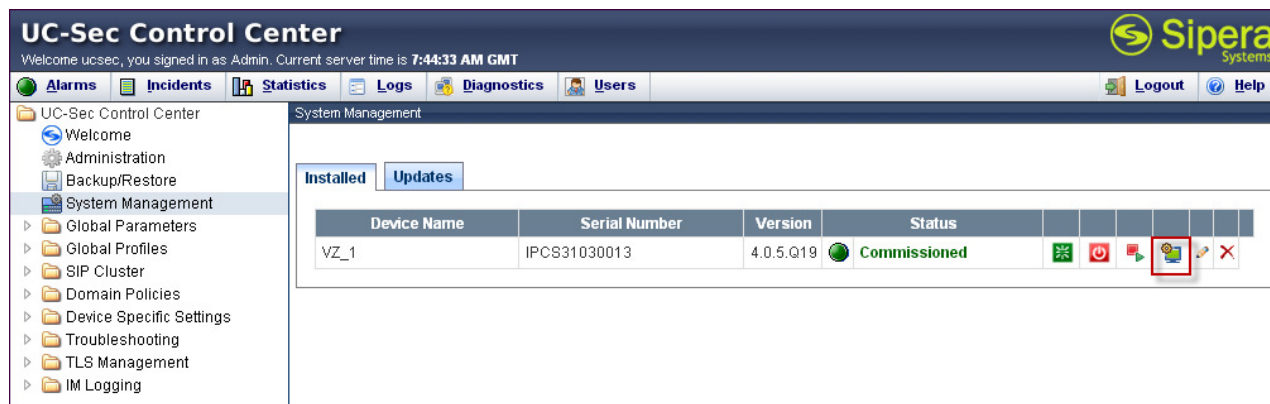 UC-Sec Control Center
Sipera
Systems
Welcome ucsec, you signed in as Admin. Current server time is 7:44:33 AM GMT
Alarms Incidents Statistics Logs Diagnostics Users Logout Help
UC-Sec Control Center
Welcome
Administration
Backup/Restore
System Management
Global Parameters
Global Profiles
SIP Cluster
Domain Policies
Device Specific Settings
Troubleshooting
TLS Management
IM Logging
System Management
Installed Updates
Device Name Serial Number Version Status
VZ_1 IPCS31030013 4.0.5.Q19 Commissioned